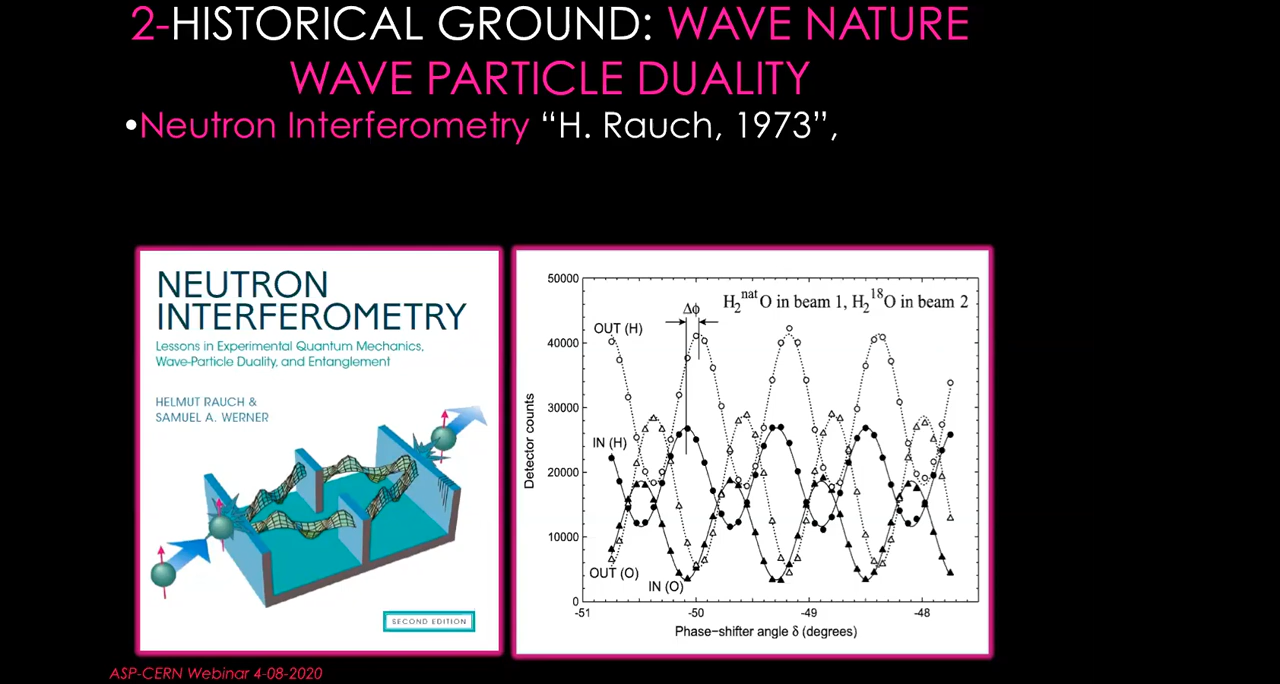 2-HISTORICAL GROUND: WAVE NATURE
WAVE PARTICLE DUALITY
•Neutron Interferometry “H. Rauch, 1973”,
NEUTRON
INTERFEROMETRY
Lessons in Experimental Quantum Mechanics,
Wave-Particle Duality, and Entanglement
HELMUT RAUCH &
SAMUEL A. WERNER
SECOND EDITION
50000
40000
30000
20000
10000
0
Detector counts
Δϕ
H₂ⁿᵃᵗO in beam 1, H₂¹⁸O in beam 2
OUT (H)
IN (H)
OUT (O)
IN (O)
-51 -50 -49 -48
Phase−shifter angle δ (degrees)
ASP-CERN Webinar 4-08-2020